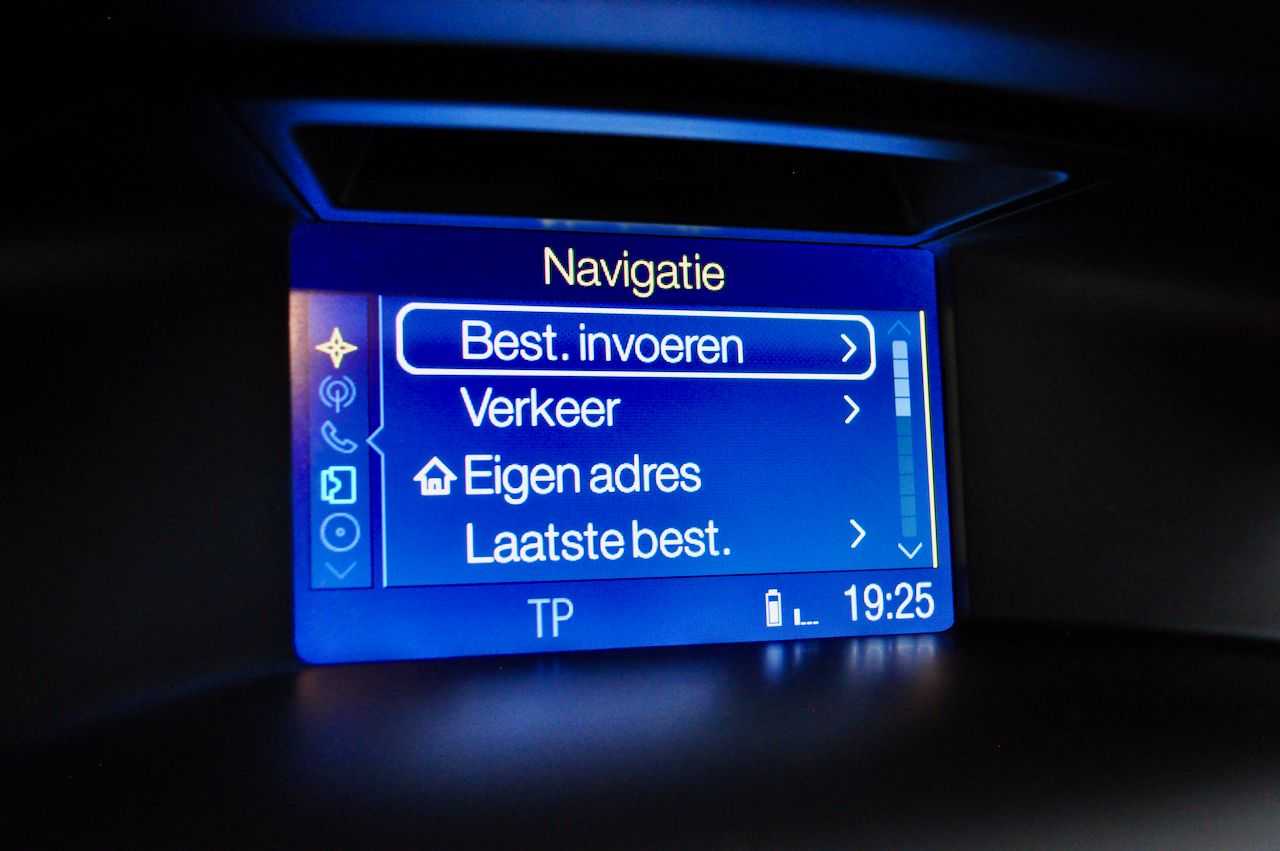 Navigatie
Best. invoeren
Verkeer
Eigen adres
Laatste best.
TP 19:25